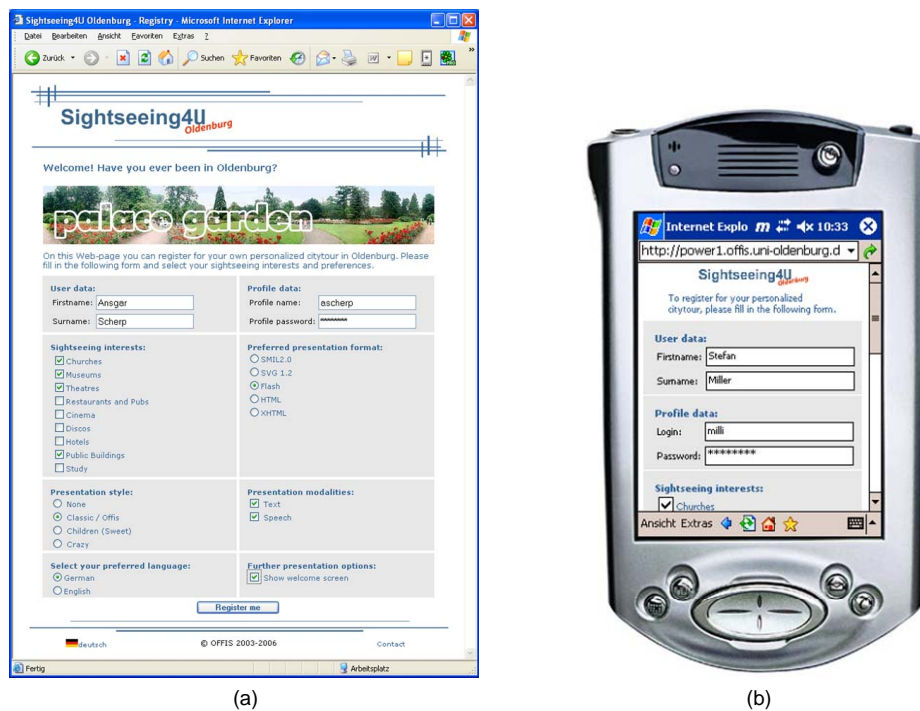 Sightseeing4U Oldenburg - Registry - Microsoft Internet Explorer
Datei Bearbeiten Ansicht Favoriten Extras ?
Zurück Suchen Favoriten
Sightseeing4U
Oldenburg
Welcome! Have you ever been in Oldenburg?
palace garden
On this Web-page you can register for your own personalized citytour in Oldenburg. Please
fill in the following form and select your sightseeing interests and preferences.
User data:
Firstname: Ansgar
Surname: Scherp
Profile data:
Profile name: ascherp
Profile password: ********
Sightseeing interests:
Churches
Museums
Theatres
Restaurants and Pubs
Cinema
Discos
Hotels
Public Buildings
Study
Preferred presentation format:
SMIL2.0
SVG 1.2
Flash
HTML
XHTML
Presentation style:
None
Classic / Offis
Children (Sweet)
Crazy
Presentation modalities:
Text
Speech
Select your preferred language:
German
English
Further presentation options:
Show welcome screen
Register me
deutsch © OFFIS 2003-2006 Contact
Fertig Arbeitsplatz
(a)
Internet Explo 10:33
http://power1.offis.uni-oldenburg.d
Sightseeing4U
Oldenburg
To register for your personalized
citytour, please fill in the following form.
User data:
Firstname: Stefan
Surname: Miller
Profile data:
Login: milli
Password: ********
Sightseeing interests:
Churches
Ansicht Extras
(b)